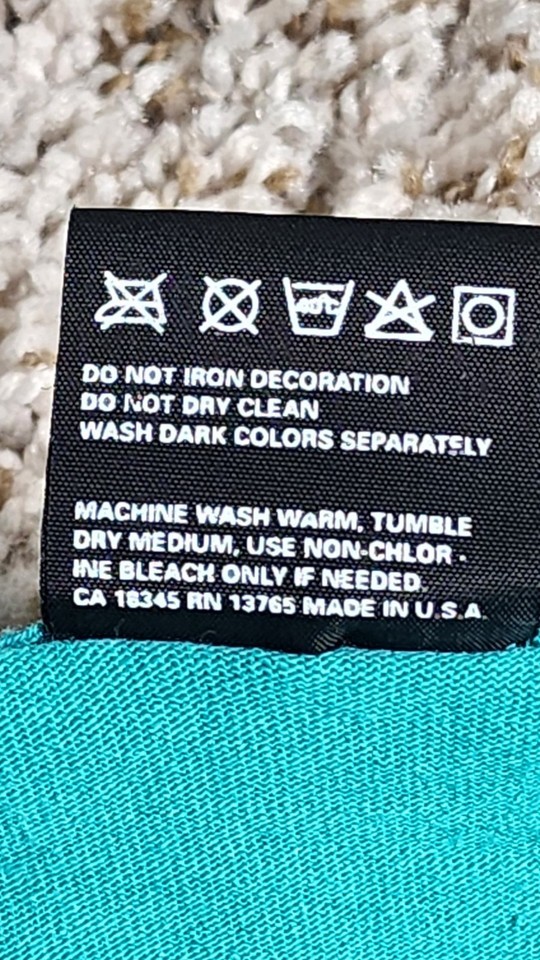 40°C
DO NOT IRON DECORATION
DO NOT DRY CLEAN
WASH DARK COLORS SEPARATELY
MACHINE WASH WARM, TUMBLE
DRY MEDIUM, USE NON-CHLOR -
INE BLEACH ONLY IF NEEDED.
CA 18345 RN 13765 MADE IN U.S.A.